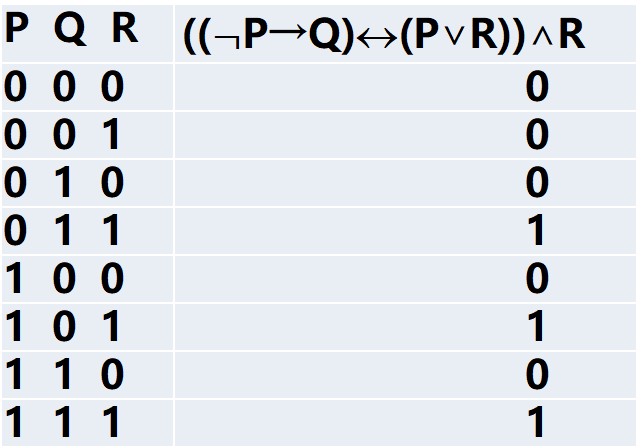 P Q R ((¬P→Q)↔(P∨R))∧R
0 0 0 0
0 0 1 0
0 1 0 0
0 1 1 1
1 0 0 0
1 0 1 1
1 1 0 0
1 1 1 1